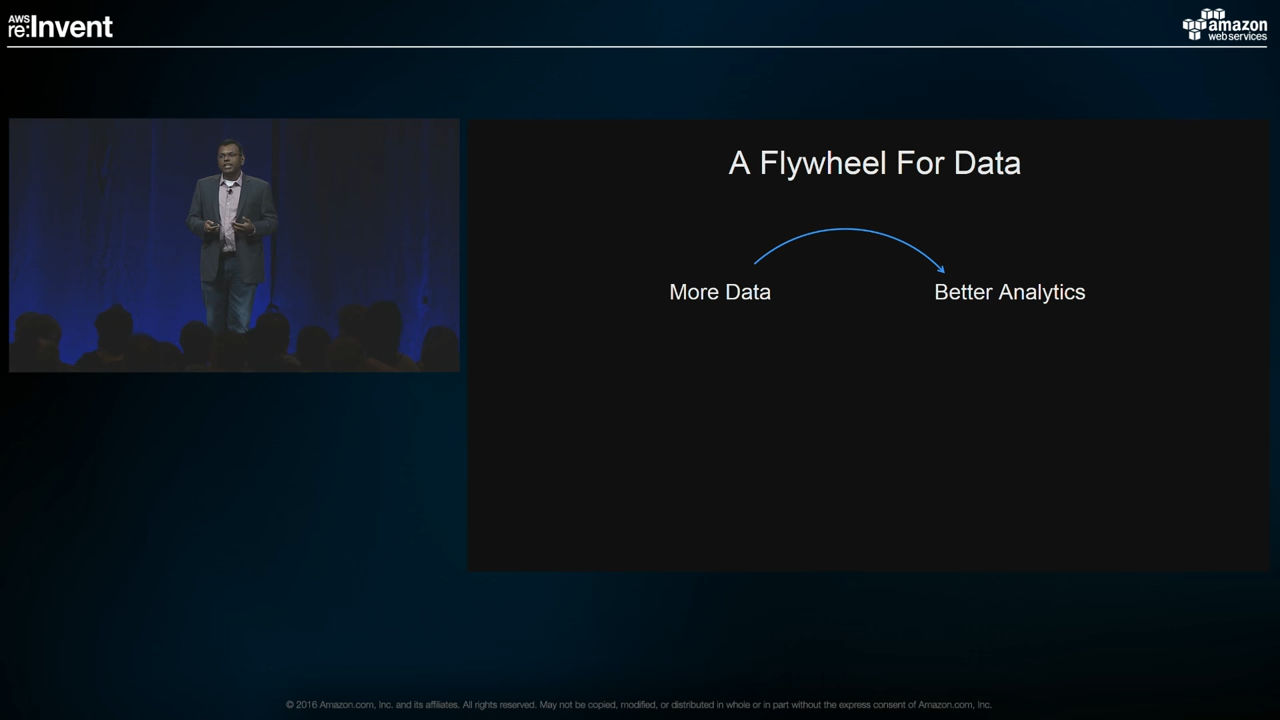 AWS
re:Invent
amazon
web services
A Flywheel For Data
More Data
Better Analytics
© 2016 Amazon.com, Inc. and its affiliates. All rights reserved. May not be copied, modified, or distributed in whole or in part without the express consent of Amazon.com, Inc.